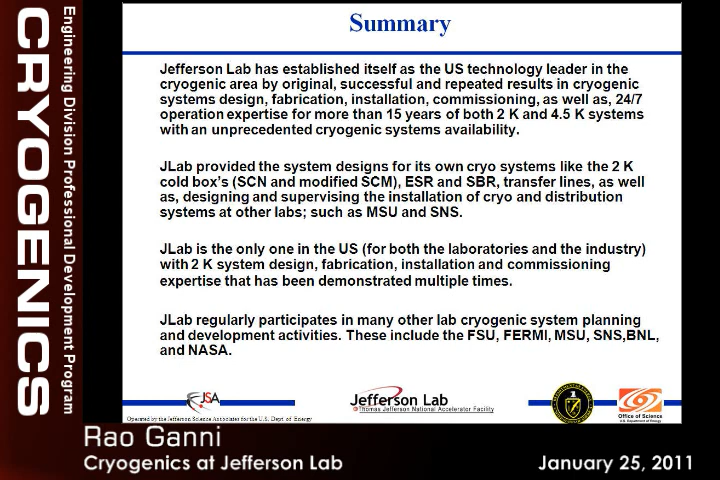 Engineering Division Professional Development Program
CRYOGENICS
Summary
Jefferson Lab has established itself as the US technology leader in the
cryogenic area by original, successful and repeated results in cryogenic
systems design, fabrication, installation, commissioning, as well as, 24/7
operation expertise for more than 15 years of both 2 K and 4.5 K systems
with an unprecedented cryogenic systems availability.
JLab provided the system designs for its own cryo systems like the 2 K
cold box's (SCN and modified SCM), ESR and SBR, transfer lines, as well
as, designing and supervising the installation of cryo and distribution
systems at other labs; such as MSU and SNS.
JLab is the only one in the US (for both the laboratories and the industry)
with 2 K system design, fabrication, installation and commissioning
expertise that has been demonstrated multiple times.
JLab regularly participates in many other lab cryogenic system planning
and development activities. These include the FSU, FERMI, MSU, SNS,BNL,
and NASA.
JSA
Operated by the Jefferson Science Associates for the U.S. Dept. of Energy
Jefferson Lab
Thomas Jefferson National Accelerator Facility
Office of Science
U.S. Department of Energy
Rao Ganni
Cryogenics at Jefferson Lab
January 25, 2011